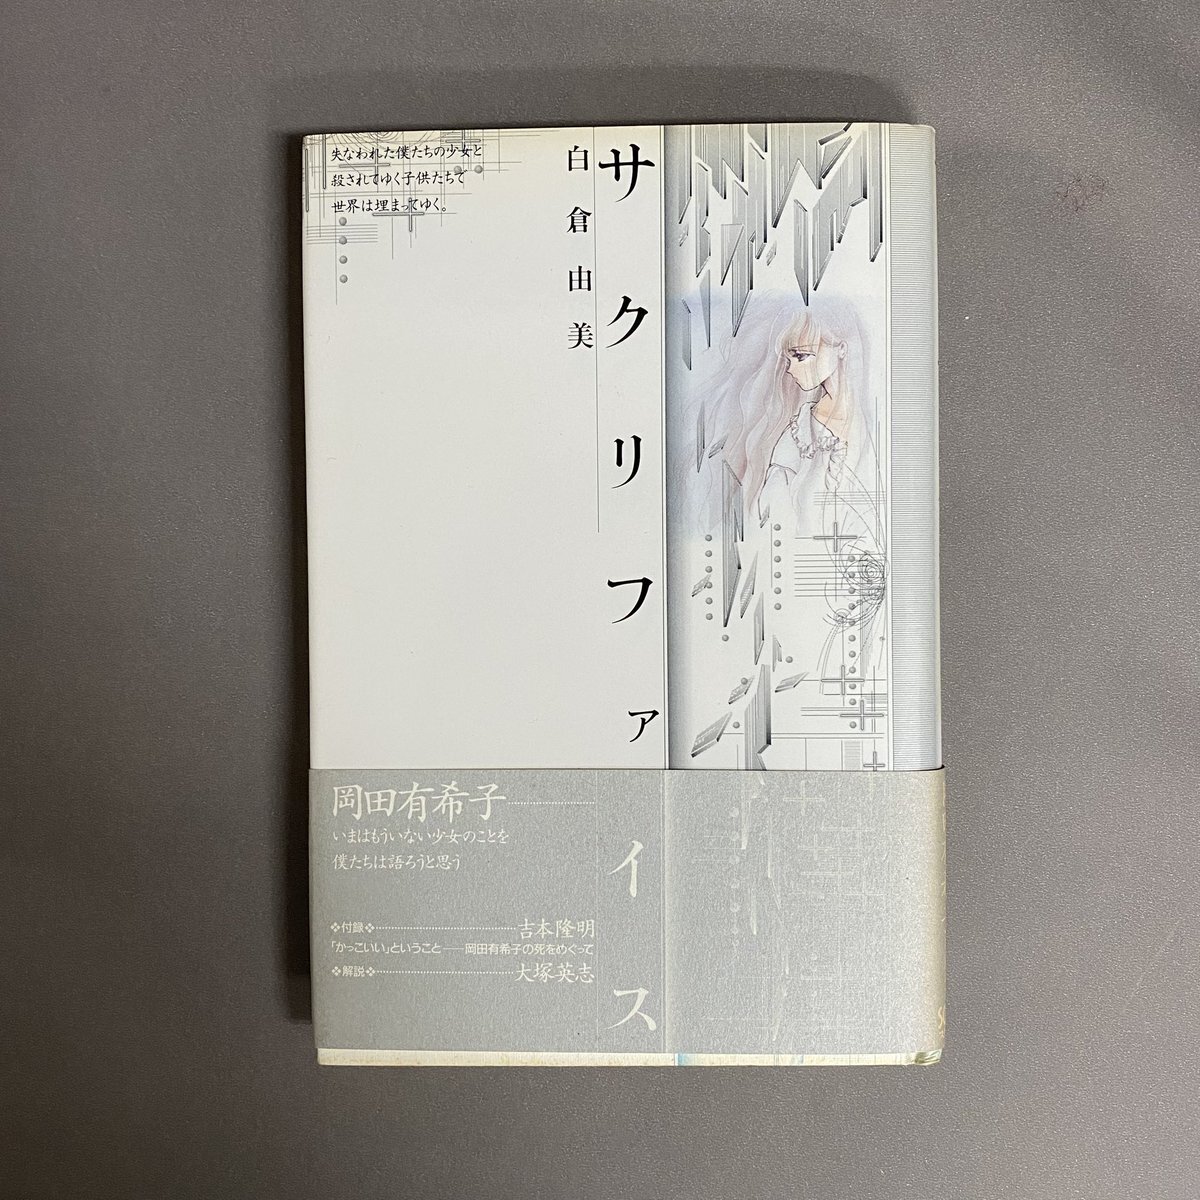 失なわれた僕たちの少女と
殺されてゆく子供たちで
世界は埋まってゆく。
サクリファイス
白倉由美
岡田有希子
いまはもういない少女のことを
僕たちは語ろうと思う
❖付録❖ 吉本隆明
「かっこいい」ということ――岡田有希子の死をめぐって
❖解説❖ 大塚英志